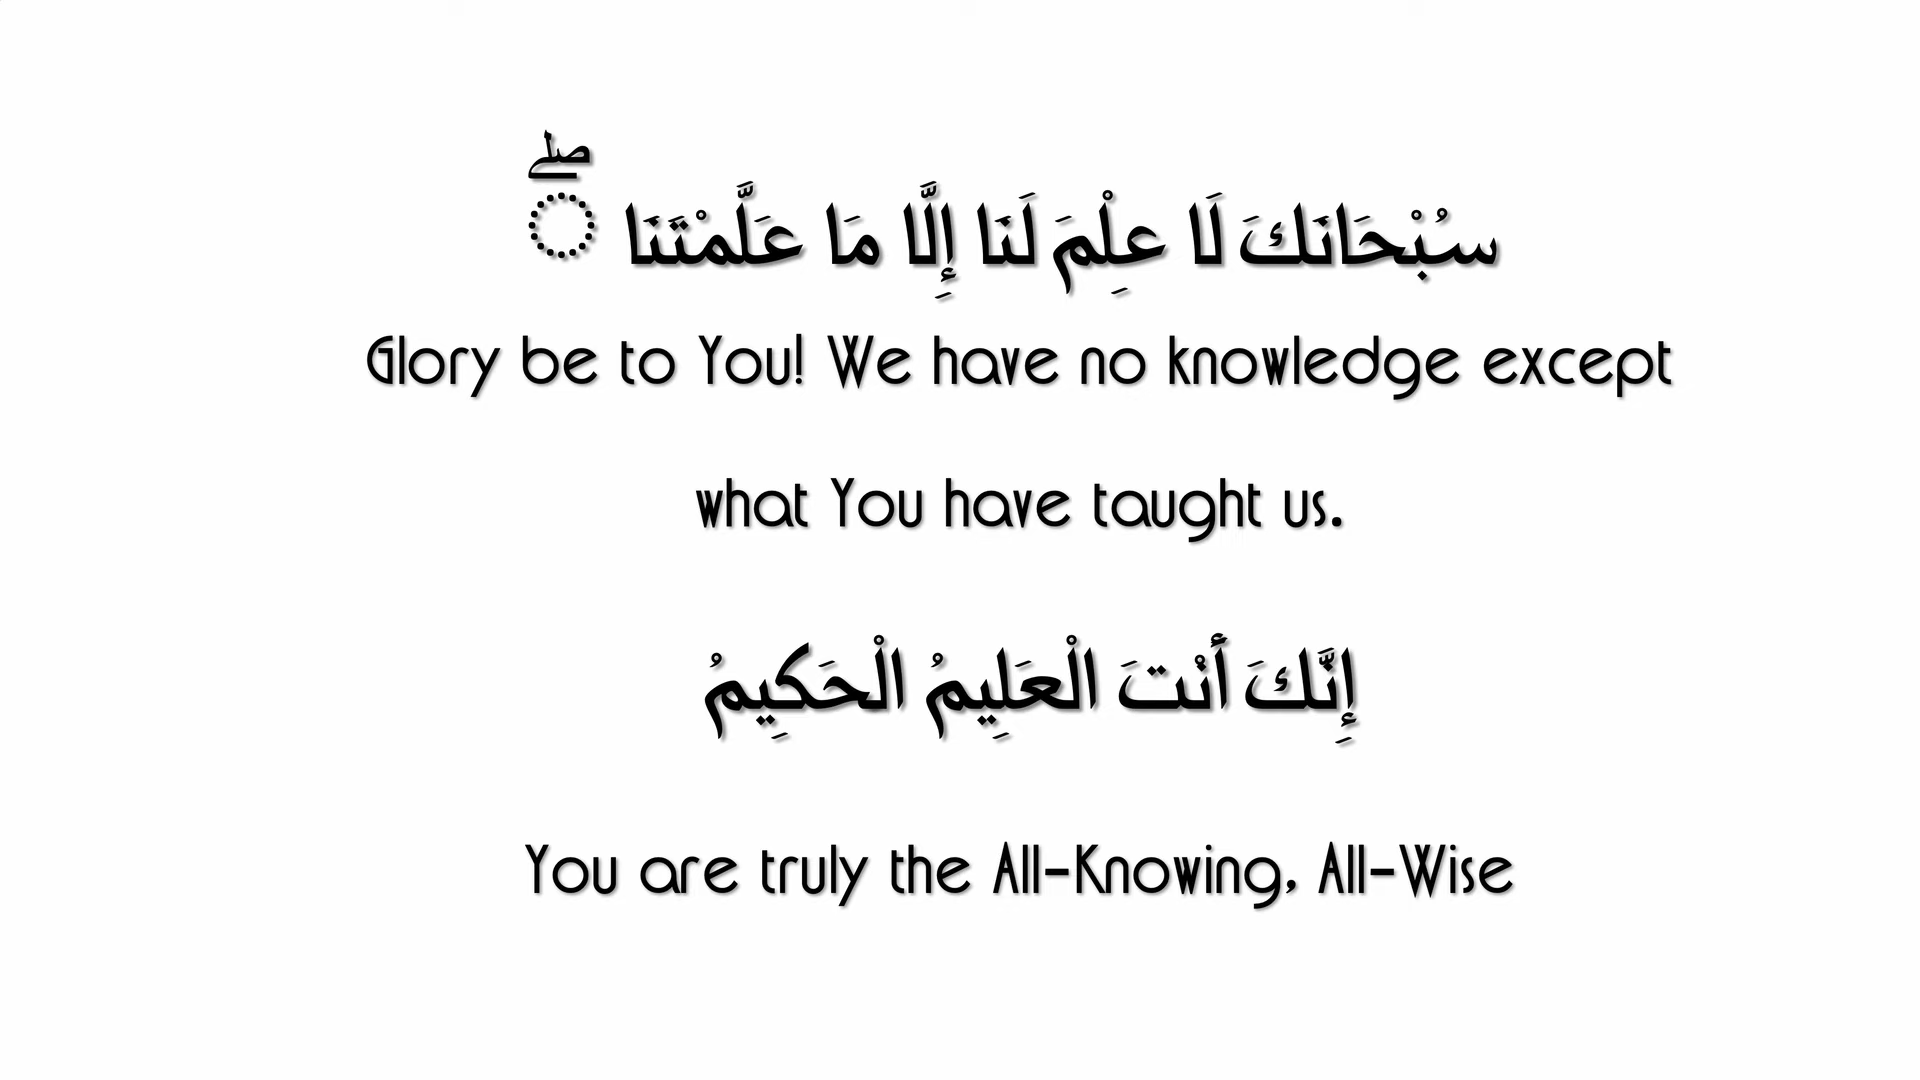 سُبْحَانَكَ لَا عِلْمَ لَنَا إِلَّا مَا عَلَّمْتَنَا ۖ
Glory be to You! We have no knowledge except
what You have taught us.
إِنَّكَ أَنْتَ الْعَلِيمُ الْحَكِيمُ
You are truly the All-Knowing, All-Wise